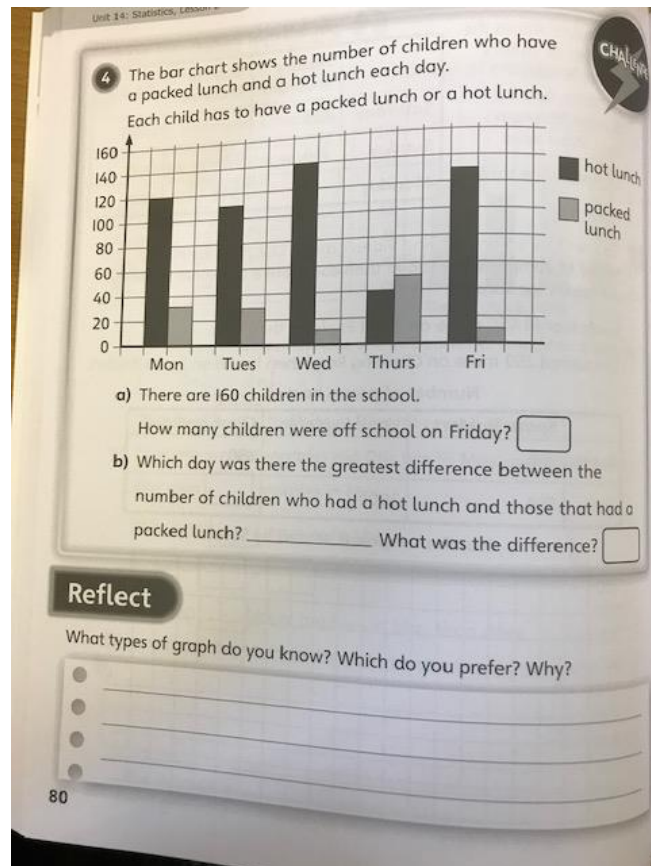 Unit 14: Statistics, Lesson
4 The bar chart shows the number of children who have
a packed lunch and a hot lunch each day.
Each child has to have a packed lunch or a hot lunch.
CHALLENGE
160
140
120
100
80
60
40
20
0
Mon Tues Wed Thurs Fri
hot lunch
packed
lunch
a) There are 160 children in the school.
How many children were off school on Friday?
b) Which day was there the greatest difference between the
number of children who had a hot lunch and those that had a
packed lunch? ____________ What was the difference?
Reflect
What types of graph do you know? Which do you prefer? Why?
80